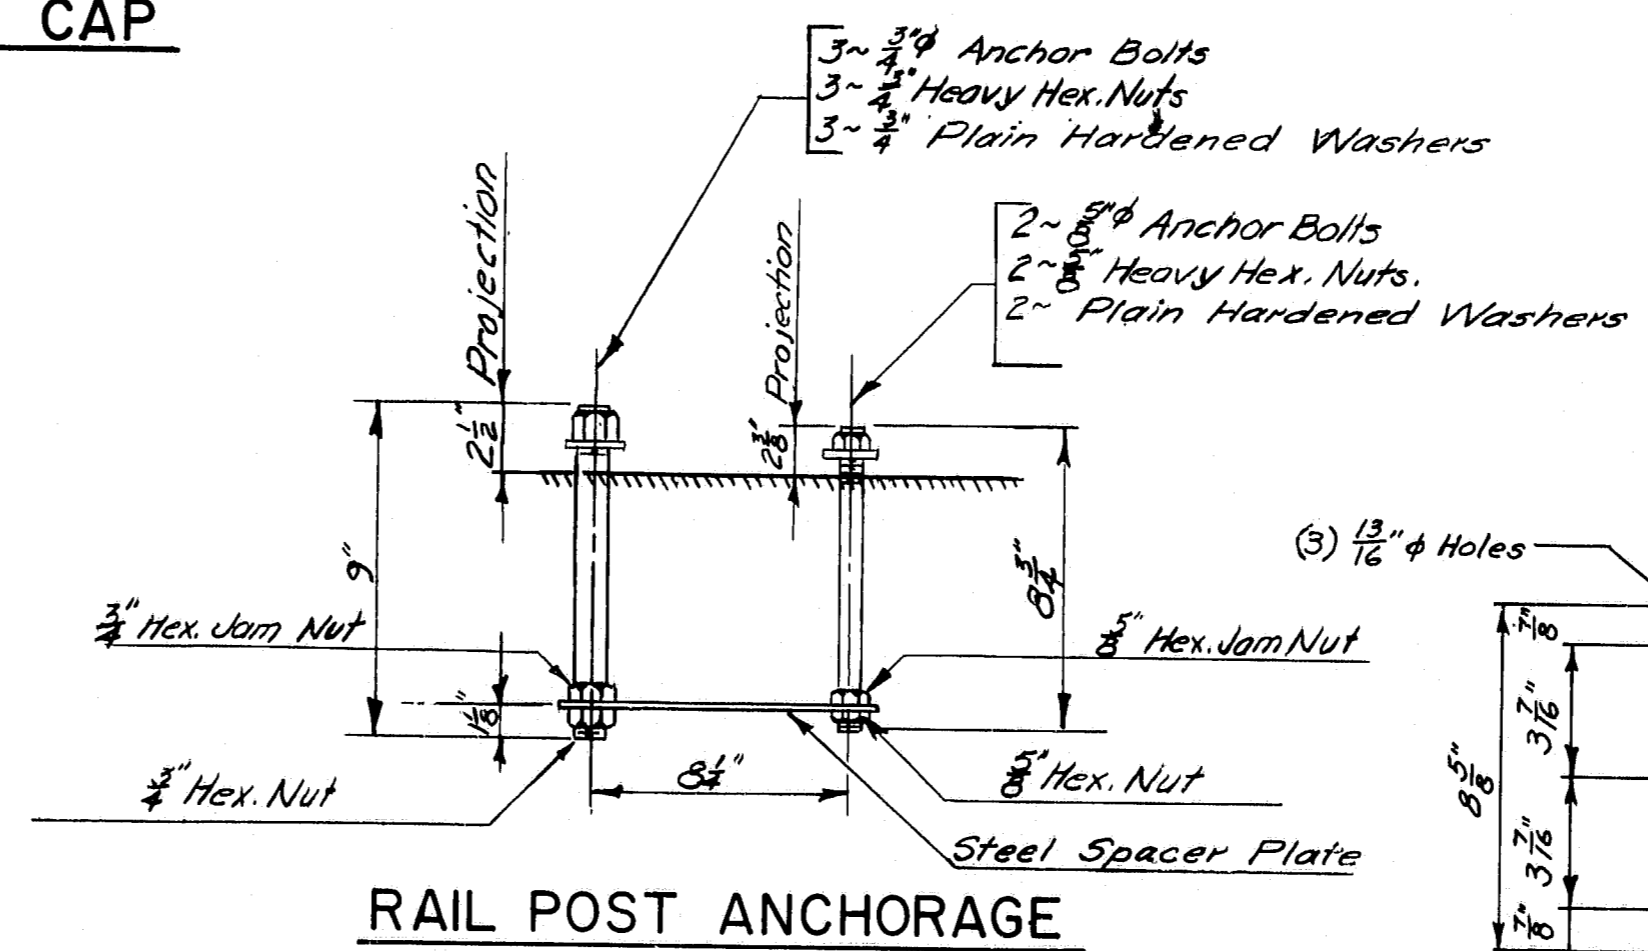 CAP
3~ 3/4"φ Anchor Bolts
3~ 3/4" Heavy Hex. Nuts
3~ 3/4" Plain Hardened Washers
2~ 5/8"φ Anchor Bolts
2~ 5/8" Heavy Hex. Nuts.
2~ Plain Hardened Washers
2 1/2" Projection
2 3/8" Projection
9"
8 3/4"
(3) 13/16"φ Holes
3/4" Hex. Jam Nut
5/8" Hex. Jam Nut
1 1/8"
8 1/4"
3/4" Hex. Nut
5/8" Hex. Nut
Steel Spacer Plate
7/8"
3 7/16"
8 5/8"
3 7/16"
7/8"
RAIL POST ANCHORAGE